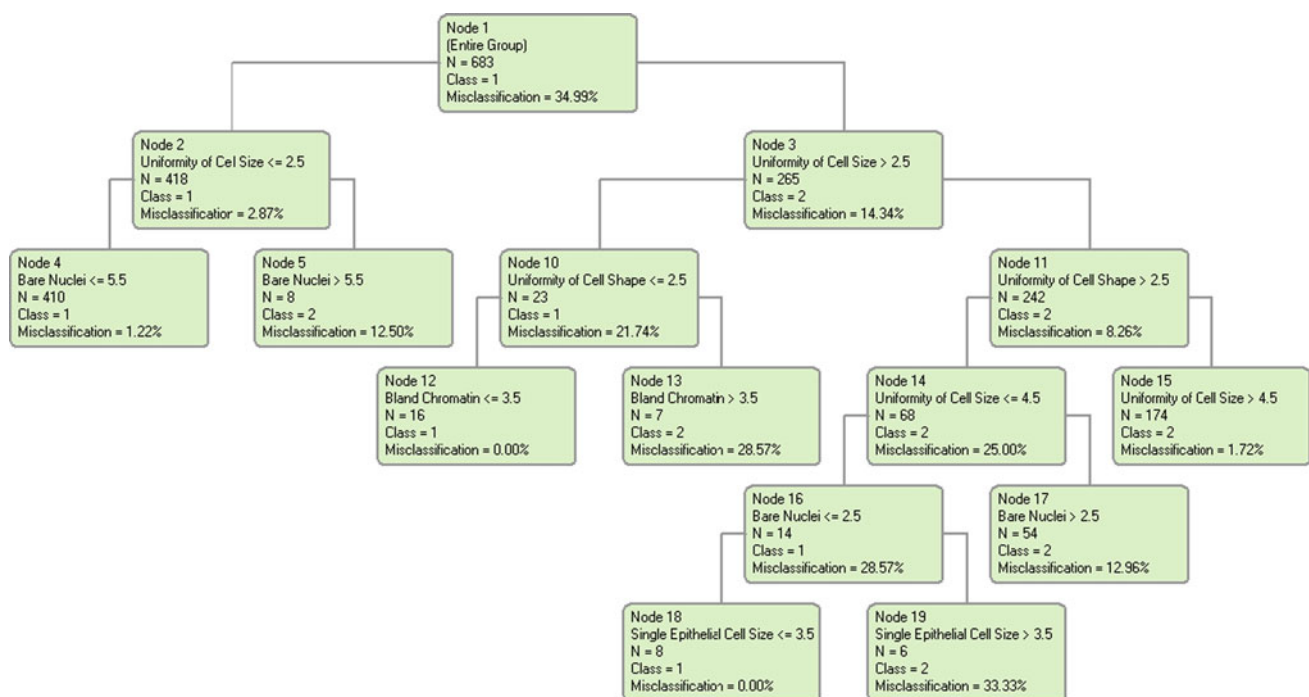 Node 1
(Entire Group)
N = 683
Class = 1
Misclassification = 34.99%
Node 2
Uniformity of Cel Size <= 2.5
N = 418
Class = 1
Misclassification = 2.87%
Node 3
Uniformity of Cell Size > 2.5
N = 265
Class = 2
Misclassification = 14.34%
Node 4
Bare Nuclei <= 5.5
N = 410
Class = 1
Misclassification = 1.22%
Node 5
Bare Nuclei > 5.5
N = 8
Class = 2
Misclassification = 12.50%
Node 10
Uniformity of Cell Shape <= 2.5
N = 23
Class = 1
Misclassification = 21.74%
Node 11
Uniformity of Cell Shape > 2.5
N = 242
Class = 2
Misclassification = 8.26%
Node 12
Bland Chromatin <= 3.5
N = 16
Class = 1
Misclassification = 0.00%
Node 13
Bland Chromatin > 3.5
N = 7
Class = 2
Misclassification = 28.57%
Node 14
Uniformity of Cell Size <= 4.5
N = 68
Class = 2
Misclassification = 25.00%
Node 15
Uniformity of Cell Size > 4.5
N = 174
Class = 2
Misclassification = 1.72%
Node 16
Bare Nuclei <= 2.5
N = 14
Class = 1
Misclassification = 28.57%
Node 17
Bare Nuclei > 2.5
N = 54
Class = 2
Misclassification = 12.96%
Node 18
Single Epithelial Cell Size <= 3.5
N = 8
Class = 1
Misclassification = 0.00%
Node 19
Single Epithelial Cell Size > 3.5
N = 6
Class = 2
Misclassification = 33.33%